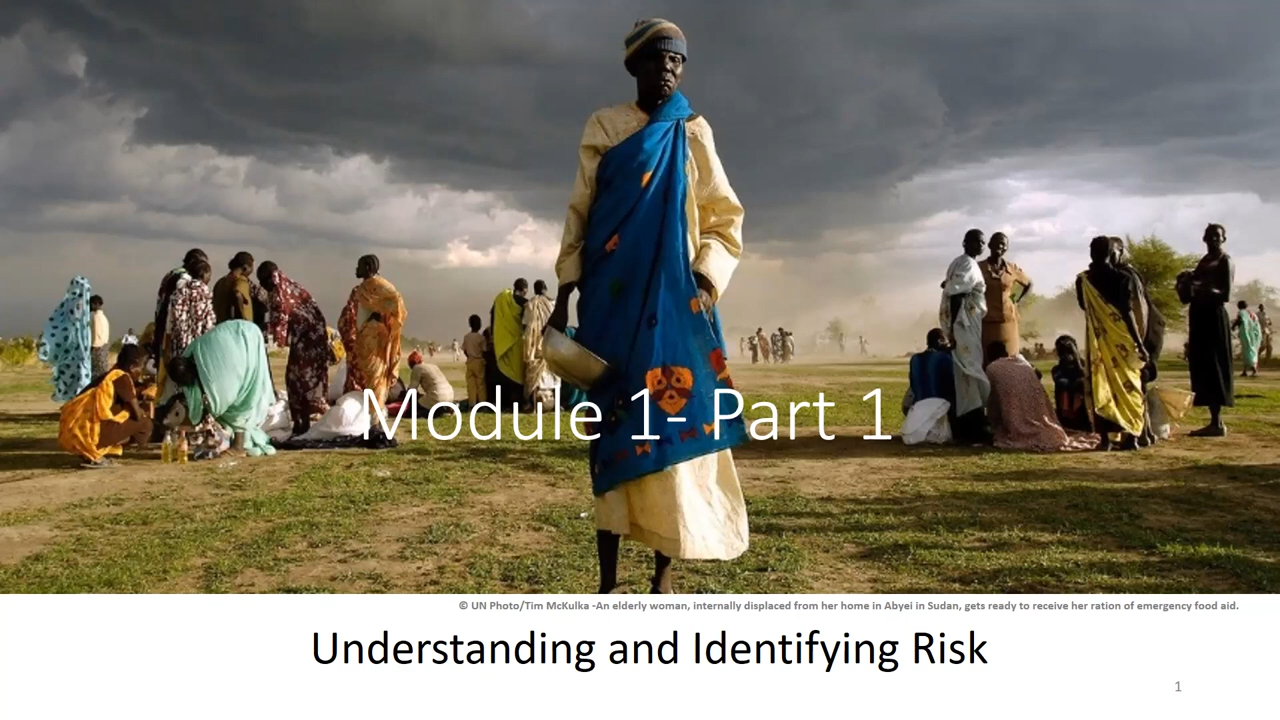 Module 1- Part 1
© UN Photo/Tim McKulka -An elderly woman, internally displaced from her home in Abyei in Sudan, gets ready to receive her ration of emergency food aid.
Understanding and Identifying Risk
1